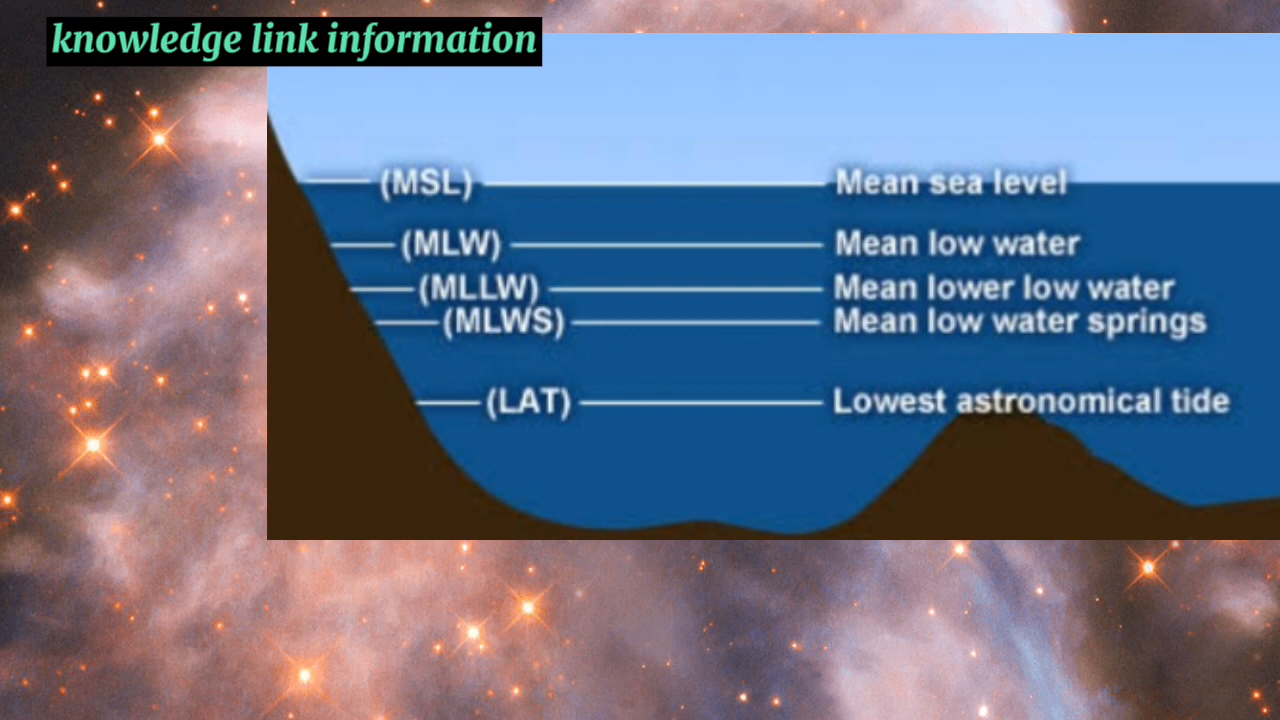 knowledge link information
(MSL) Mean sea level
(MLW) Mean low water
(MLLW) Mean lower low water
(MLWS) Mean low water springs
(LAT) Lowest astronomical tide